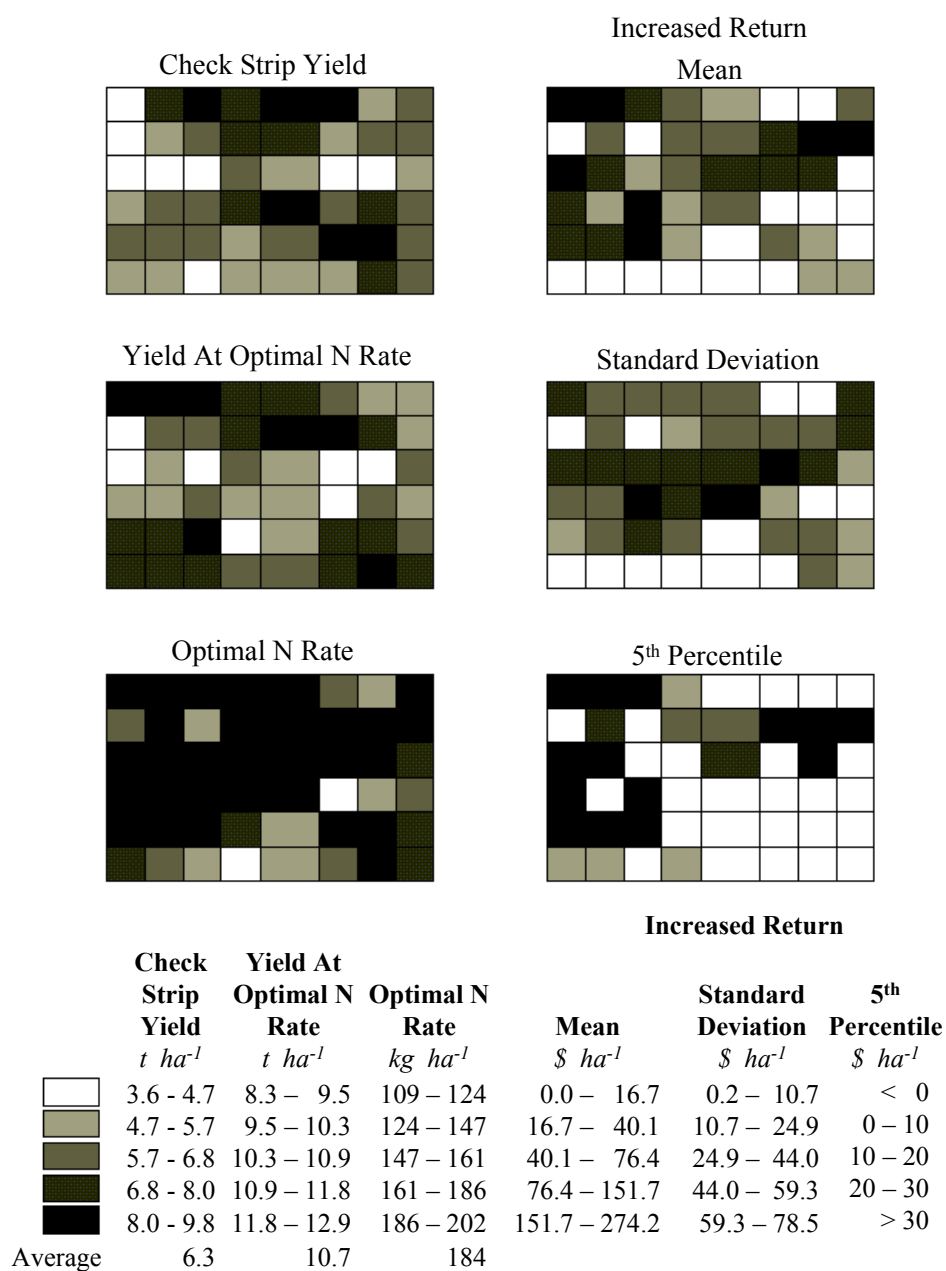 Increased Return
Check Strip Yield Mean
Yield At Optimal N Rate Standard Deviation
Optimal N Rate 5th Percentile
Increased Return
Check Yield At
Strip Optimal N Optimal N Standard 5th
Yield Rate Rate Mean Deviation Percentile
t ha-1 t ha-1 kg ha-1 $ ha-1 $ ha-1 $ ha-1
3.6 - 4.7 8.3 – 9.5 109 – 124 0.0 – 16.7 0.2 – 10.7 < 0
4.7 - 5.7 9.5 – 10.3 124 – 147 16.7 – 40.1 10.7 – 24.9 0 – 10
5.7 - 6.8 10.3 – 10.9 147 – 161 40.1 – 76.4 24.9 – 44.0 10 – 20
6.8 - 8.0 10.9 – 11.8 161 – 186 76.4 – 151.7 44.0 – 59.3 20 – 30
8.0 - 9.8 11.8 – 12.9 186 – 202 151.7 – 274.2 59.3 – 78.5 > 30
Average 6.3 10.7 184